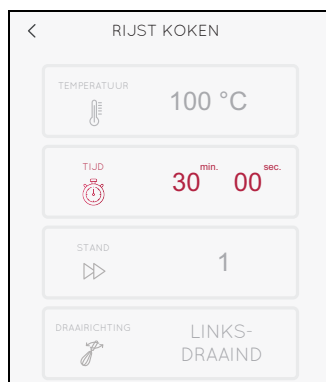 RIJST KOKEN
TEMPERATUUR
100 °C
TIJD
30 min. 00 sec.
STAND
1
DRAAIRICHTING
LINKS-
DRAAIND